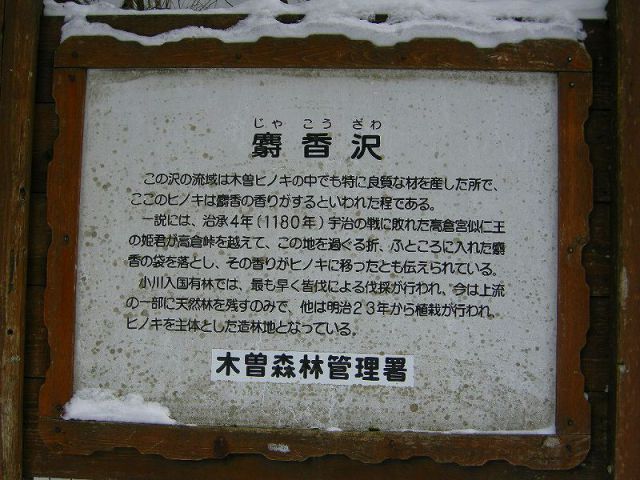 じゃ こう ざわ
麝香沢
この沢の流域は木曽ヒノキの中でも特に良質な材を産した所で、
ここのヒノキは麝香の香りがするといわれた程である。
一説には、治承4年(1180年)宇治の戦に敗れた高倉宮似仁王
の姫君が高倉峠を越えて、この地を過ぐる折、ふところに入れた麝
香の袋を落とし、その香りがヒノキに移ったとも伝えられている。
小川入国有林では、最も早く皆伐による伐採が行われ、今は上流
の一部に天然林を残すのみで、他は明治23年から植栽が行われ、
ヒノキを主体とした造林地となっている。
木曽森林管理署